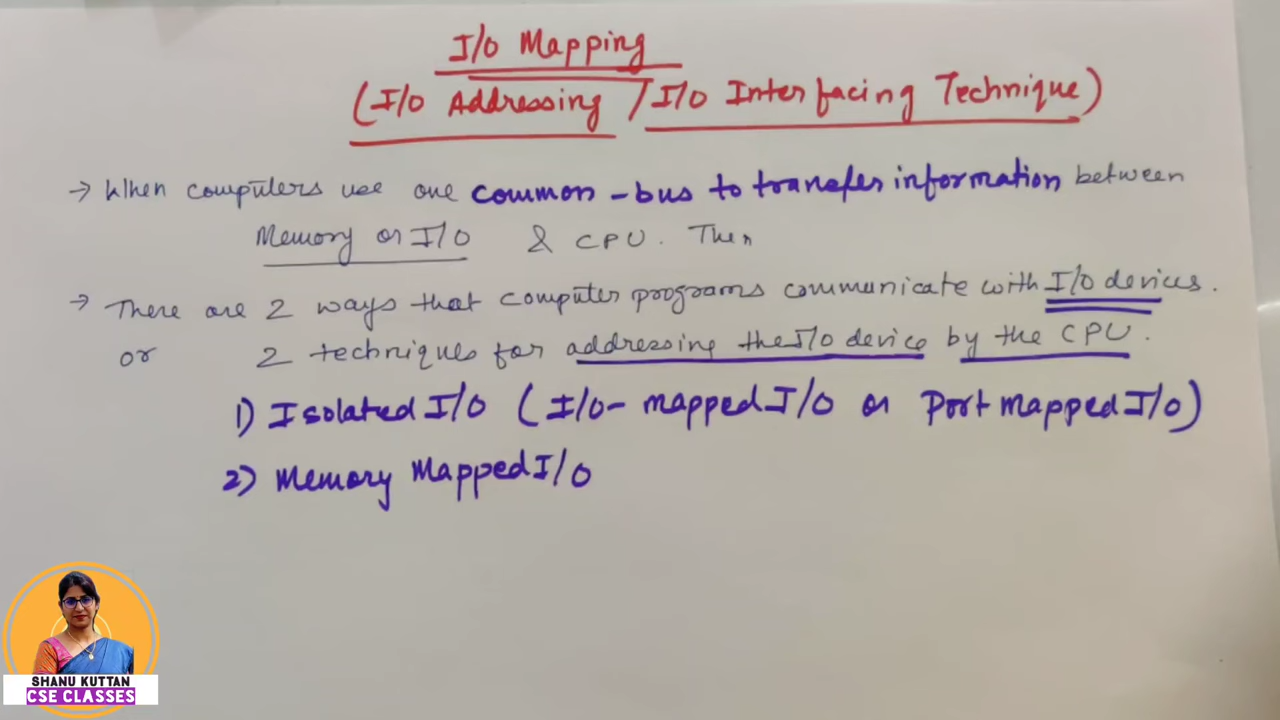 I/O Mapping
(I/O Addressing / I/O Interfacing Technique)
→ When computers use one common-bus to transfer information between
Memory or I/O & CPU. Then
→ There are 2 ways that computer programs communicate with I/O devices.
or 2 techniques for addressing the I/O device by the CPU.
1) Isolated I/O (I/O-mapped I/O or Port mapped I/O)
2) Memory Mapped I/O
SHANU KUTTAN
CSE CLASSES